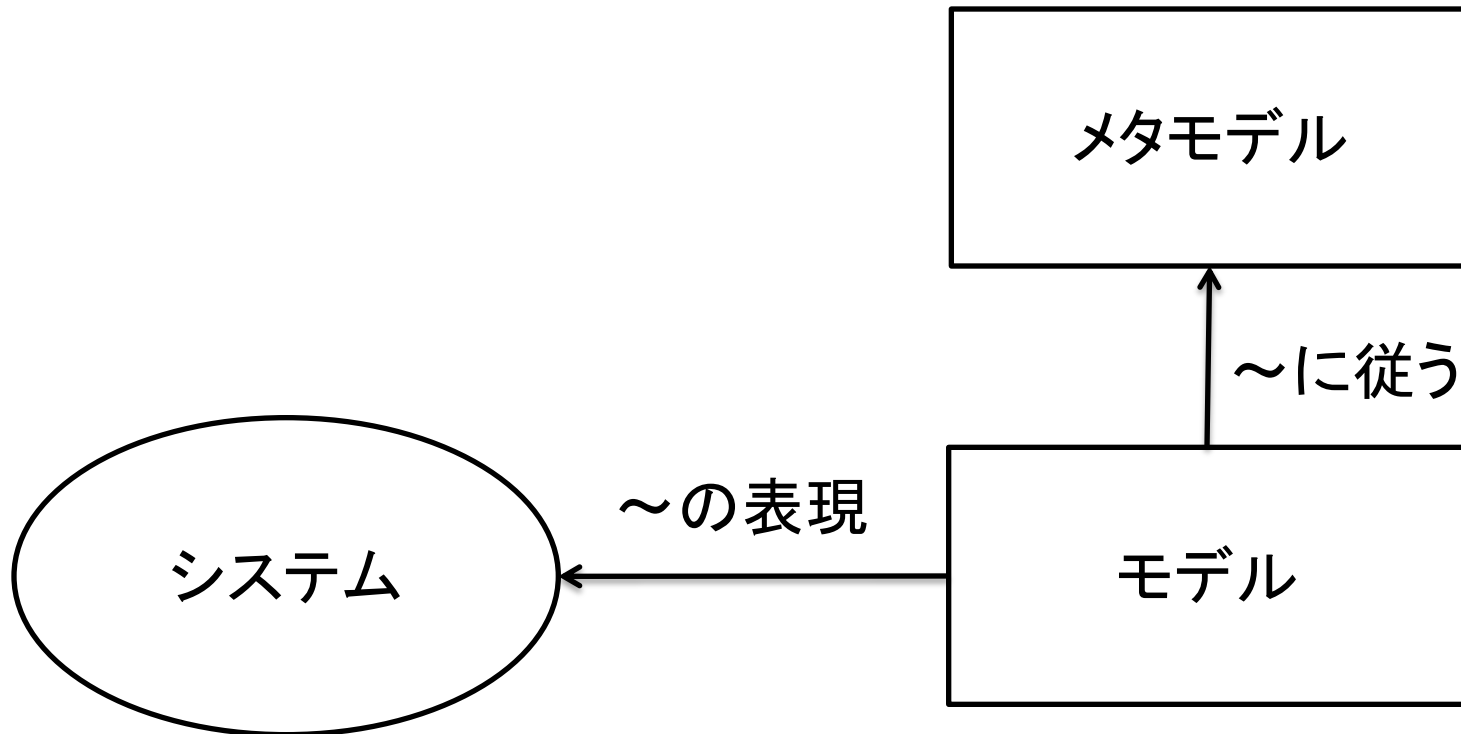 メタモデル
～に従う
～の表現
システム
モデル